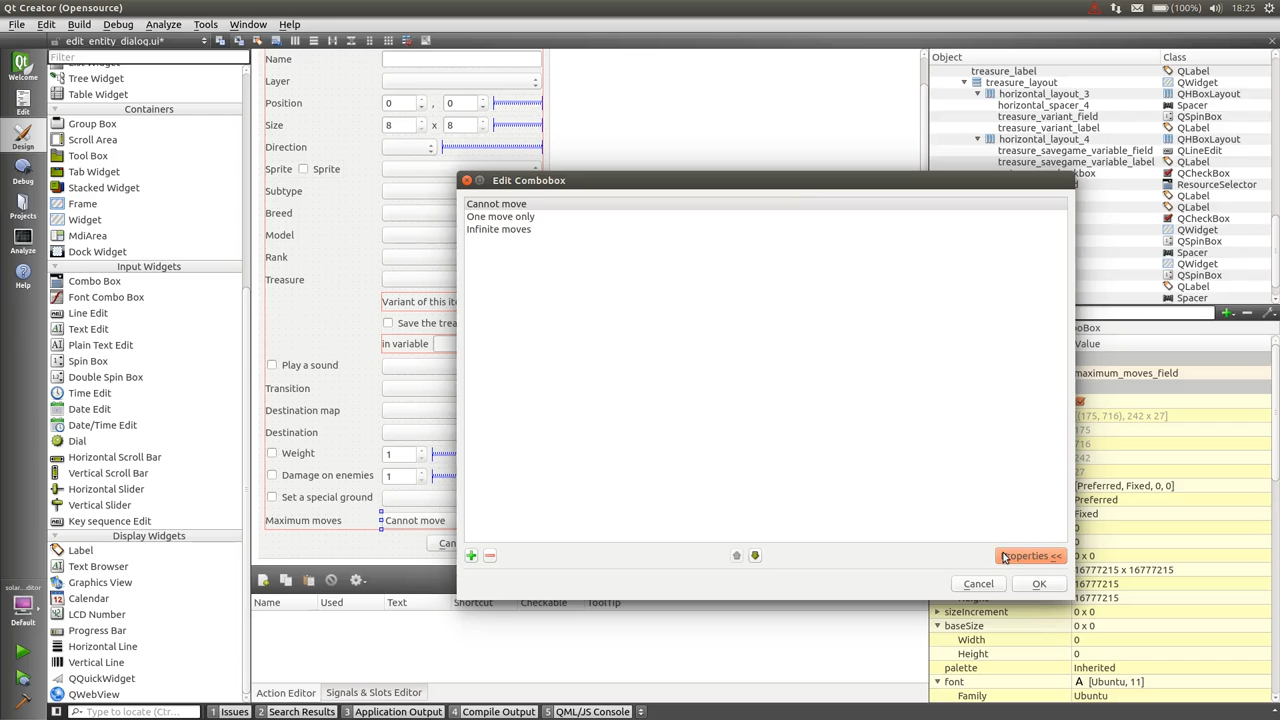 Qt Creator (Opensource)
(100%)
18:25
File Edit Build Debug Analyze Tools Window Help
edit_entity_dialog.ui*
Filter
Tree Widget
Table Widget
Containers
Group Box
Scroll Area
Tool Box
Tab Widget
Stacked Widget
Frame
Widget
MdiArea
Dock Widget
Input Widgets
Combo Box
Font Combo Box
Line Edit
Text Edit
Plain Text Edit
Spin Box
Double Spin Box
Time Edit
Date Edit
Date/Time Edit
Dial
Horizontal Scroll Bar
Vertical Scroll Bar
Horizontal Slider
Vertical Slider
Key sequence Edit
Display Widgets
Label
Text Browser
Graphics View
Calendar
LCD Number
Progress Bar
Horizontal Line
Vertical Line
QQuickWidget
QWebView
Welcome
Edit
Design
Debug
Projects
Analyze
Help
solar...
Default
Name
Layer
Position 0 , 0
Size 8 x 8
Direction
Sprite Sprite
Subtype
Breed
Model
Rank
Treasure
Variant of this ite
Save the trea
in variable
Play a sound
Transition
Destination map
Destination
Weight 1
Damage on enemies 1
Set a special ground
Maximum moves Cannot move
Can
Edit Combobox
Cannot move
One move only
Infinite moves
Properties <<
Cancel OK
Name Used Text Shortcut Checkable ToolTip
Action Editor Signals & Slots Editor
Object Class
treasure_label QLabel
treasure_layout QWidget
horizontal_layout_3 QHBoxLayout
horizontal_spacer_4 Spacer
treasure_variant_field QSpinBox
treasure_variant_label QLabel
horizontal_layout_4 QHBoxLayout
treasure_savegame_variable_field QLineEdit
treasure_savegame_variable_label QLabel
QCheckBox
ResourceSelector
QLabel
QLabel
QCheckBox
QWidget
QSpinBox
Spacer
QWidget
QSpinBox
QLabel
Spacer
Value
maximum_moves_field
[(175, 716), 242 x 27]
175
716
242
27
[Preferred, Fixed, 0, 0]
Preferred
Fixed
0
0
0 x 0
16777215 x 16777215
16777215
16777215
sizeIncrement 0 x 0
baseSize 0 x 0
Width 0
Height 0
palette Inherited
font A [Ubuntu, 11]
Family Ubuntu
Type to locate (Ctrl... 1 Issues 2 Search Results 3 Application Output 4 Compile Output 5 QML/JS Console